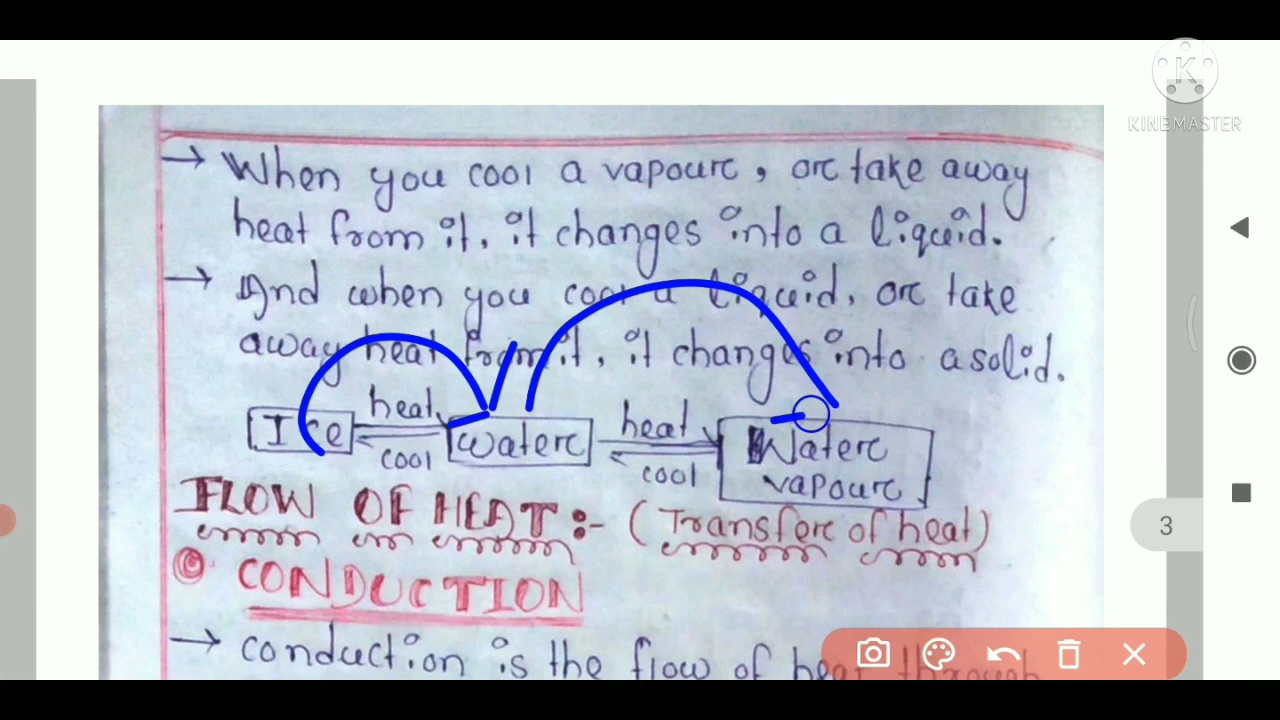 KINEMASTER
→ When you cool a vapour, or take away
heat from it, it changes into a liquid.
→ And when you cool a liquid, or take
away heat from it, it changes into a solid.
Ice heat cool water heat cool Water vapour
FLOW OF HEAT :- (Transfer of heat)
CONDUCTION
→ conduction is the flow of heat through
3